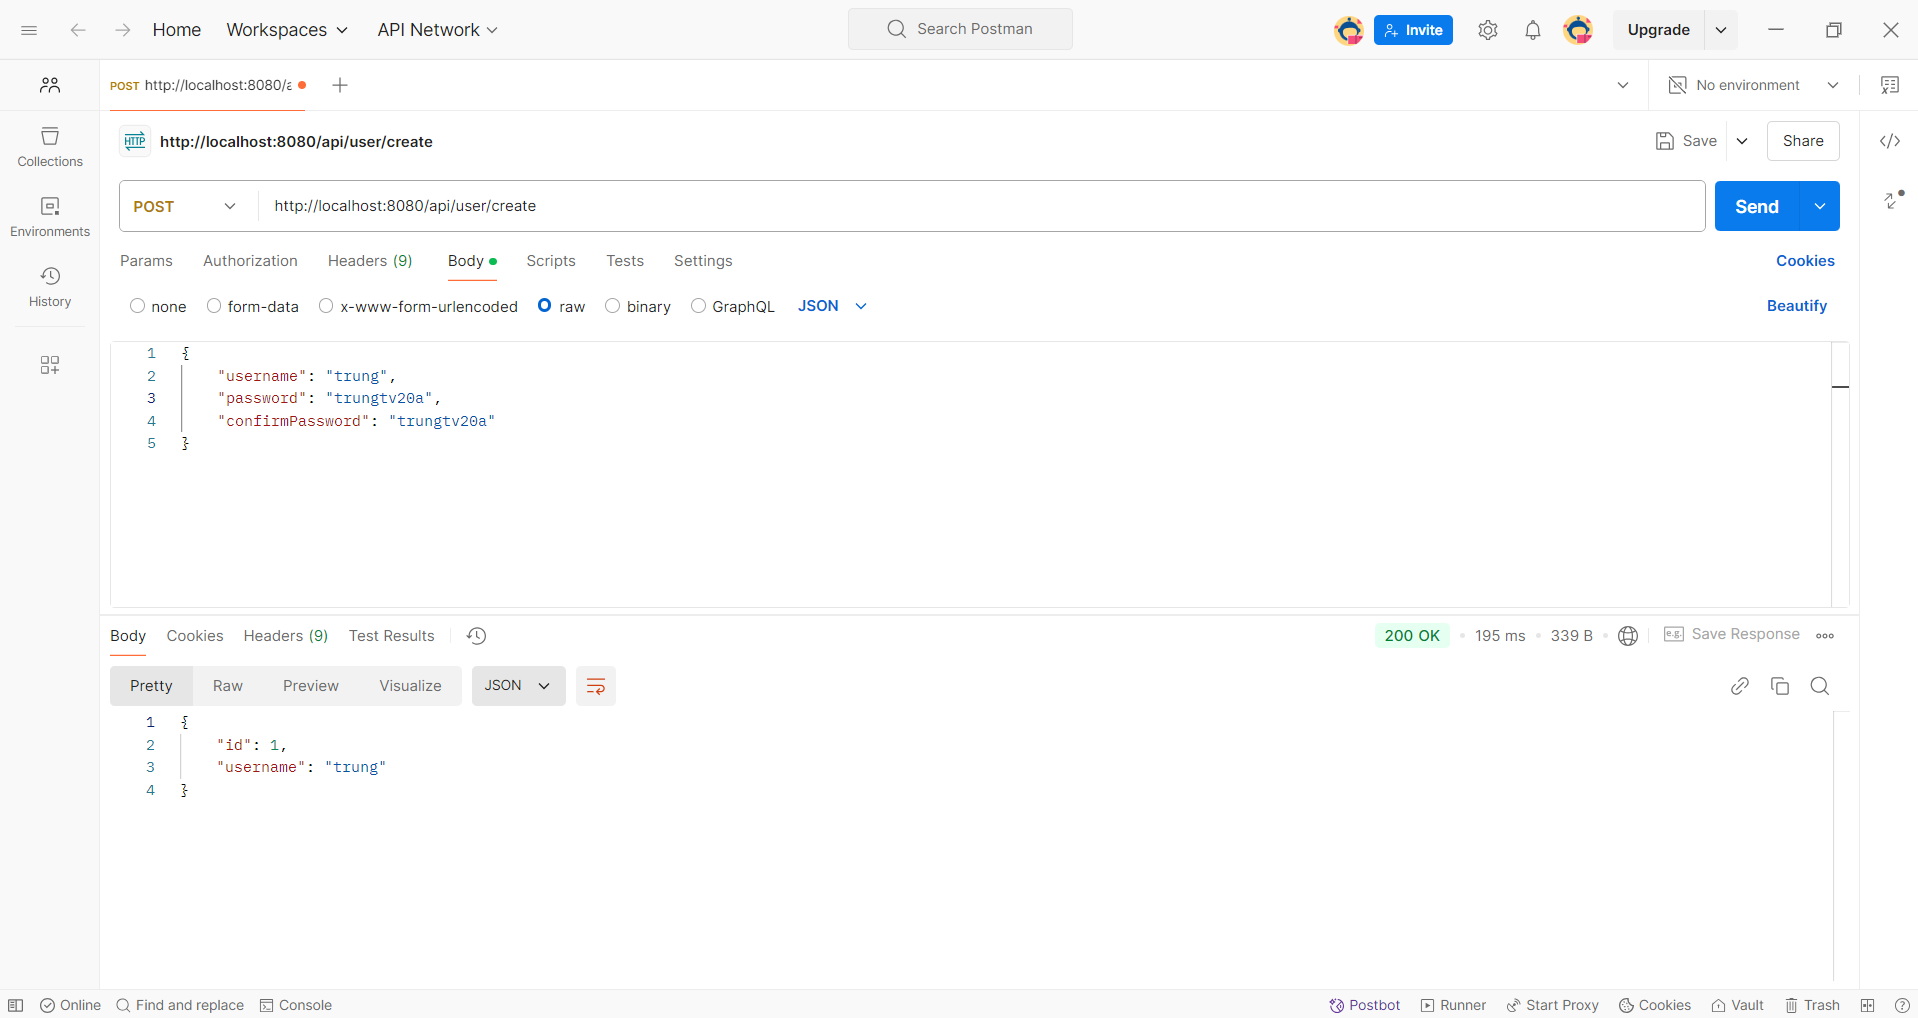 Home Workspaces API Network Search Postman Invite Upgrade
POST http://localhost:8080/a No environment
HTTP http://localhost:8080/api/user/create Save Share
Collections
POST http://localhost:8080/api/user/create Send
Environments
Params Authorization Headers (9) Body Scripts Tests Settings Cookies
History
none form-data x-www-form-urlencoded raw binary GraphQL JSON Beautify
1 {
2 "username": "trung",
3 "password": "trungtv20a",
4 "confirmPassword": "trungtv20a"
5 }
Body Cookies Headers (9) Test Results 200 OK 195 ms 339 B e.g. Save Response
Pretty Raw Preview Visualize JSON
1 {
2 "id": 1,
3 "username": "trung"
4 }
Online Find and replace Console Postbot Runner Start Proxy Cookies Vault Trash